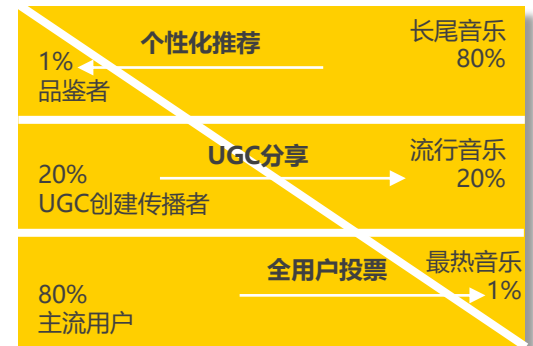 个性化推荐
长尾音乐
80%
1%
品鉴者
UGC分享
流行音乐
20%
20%
UGC创建传播者
全用户投票
最热音乐
1%
80%
主流用户